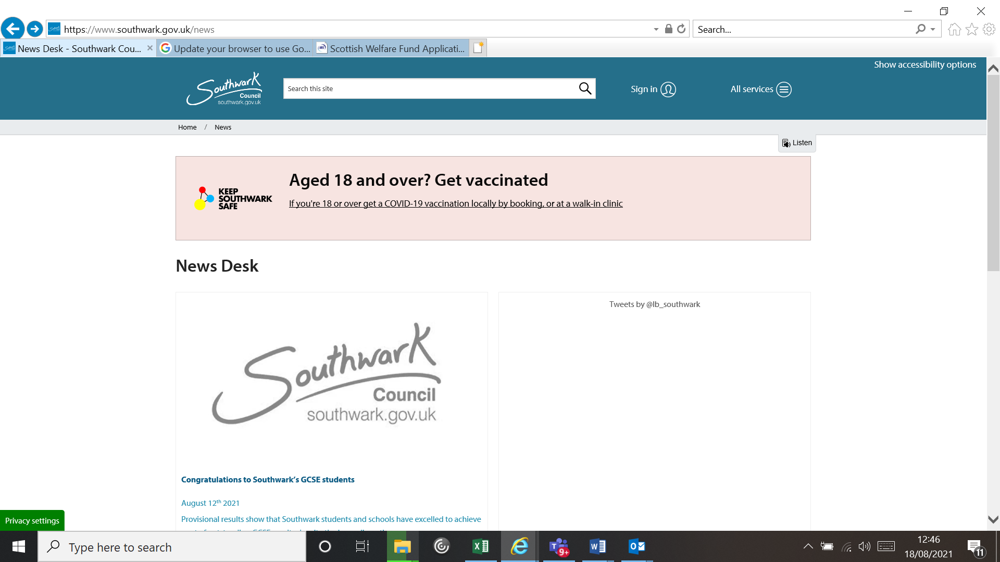 https://www.southwark.gov.uk/news
Search...
News Desk - Southwark Cou...
Update your browser to use Go...
Scottish Welfare Fund Applicati...
Show accessibility options
Southwark
Council
southwark.gov.uk
Search this site
Sign in
All services
Home / News
Listen
KEEP
SOUTHWARK
SAFE
Aged 18 and over? Get vaccinated
If you're 18 or over get a COVID-19 vaccination locally by booking, or at a walk-in clinic
News Desk
Southwark
Council
southwark.gov.uk
Tweets by @lb_southwark
Congratulations to Southwark’s GCSE students
August 12th 2021
Provisional results show that Southwark students and schools have excelled to achieve
Privacy settings
Type here to search
9+
12:46
18/08/2021
11